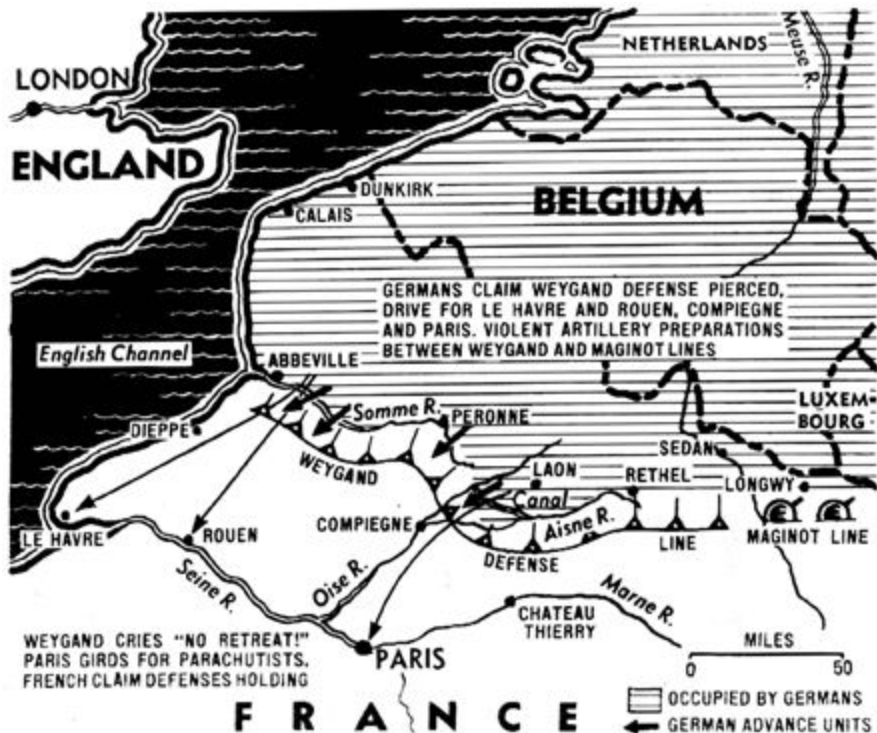 NETHERLANDS
Meuse R.
LONDON
ENGLAND
DUNKIRK
CALAIS
BELGIUM
GERMANS CLAIM WEYGAND DEFENSE PIERCED,
DRIVE FOR LE HAVRE AND ROUEN, COMPIEGNE
AND PARIS. VIOLENT ARTILLERY PREPARATIONS
BETWEEN WEYGAND AND MAGINOT LINES
English Channel
ABBEVILLE
LUXEM-
BOURG
Somme R.
PERONNE
DIEPPE
WEYGAND
SEDAN
LAON
RETHEL
LONGWY
Canal
COMPIEGNE
Aisne R.
LE HAVRE
ROUEN
DEFENSE
LINE
MAGINOT LINE
Seine R.
Oise R.
Marne R.
CHATEAU
THIERRY
WEYGAND CRIES "NO RETREAT!"
PARIS GIRDS FOR PARACHUTISTS.
FRENCH CLAIM DEFENSES HOLDING
PARIS
MILES
0 50
OCCUPIED BY GERMANS
GERMAN ADVANCE UNITS
FRANCE